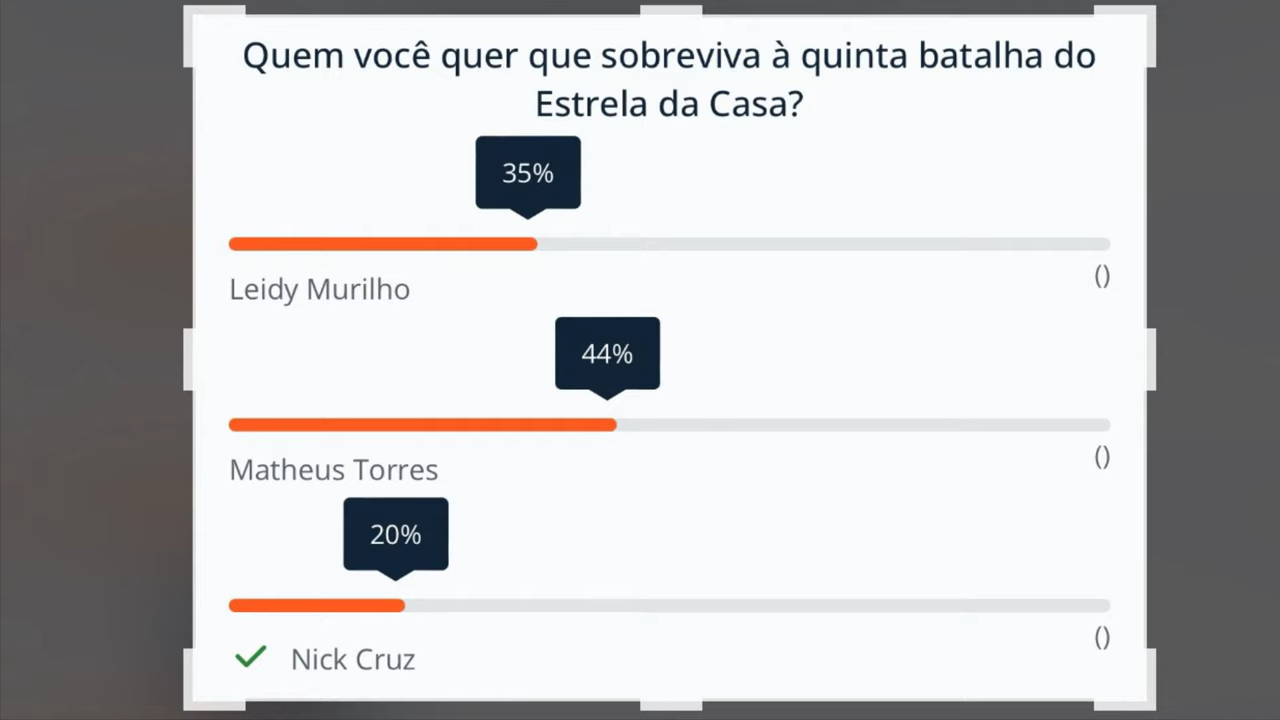 Quem você quer que sobreviva à quinta batalha do
Estrela da Casa?
35%
()
Leidy Murilho
44%
()
Matheus Torres
20%
()
Nick Cruz